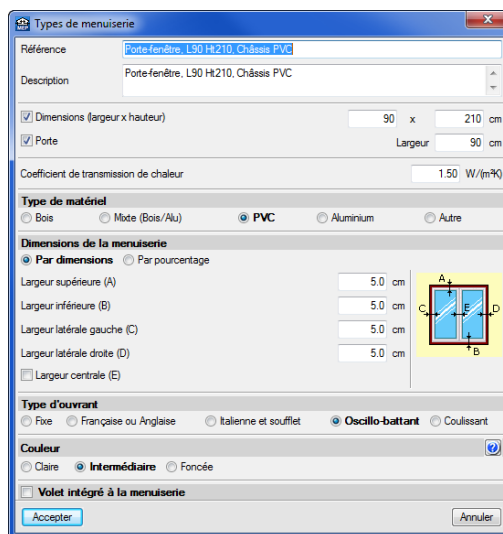 Types de menuiserie
MEP
Référence Porte-fenêtre, L90 Ht210, Châssis PVC
Description Porte-fenêtre, L90 Ht210, Châssis PVC
Dimensions (largeur x hauteur) 90 x 210 cm
Porte Largeur 90 cm
Coefficient de transmission de chaleur 1.50 W/(m²K)
Type de matériel
Bois Mixte (Bois/Alu) PVC Aluminium Autre
Dimensions de la menuiserie
Par dimensions Par pourcentage
Largeur supérieure (A) 5.0 cm
Largeur inférieure (B) 5.0 cm
Largeur latérale gauche (C) 5.0 cm
Largeur latérale droite (D) 5.0 cm
Largeur centrale (E)
A
C E D
B
Type d'ouvrant
Fixe Française ou Anglaise Italienne et soufflet Oscillo-battant Coulissant
Couleur ?
Claire Intermédiaire Foncée
Volet intégré à la menuiserie
Accepter Annuler